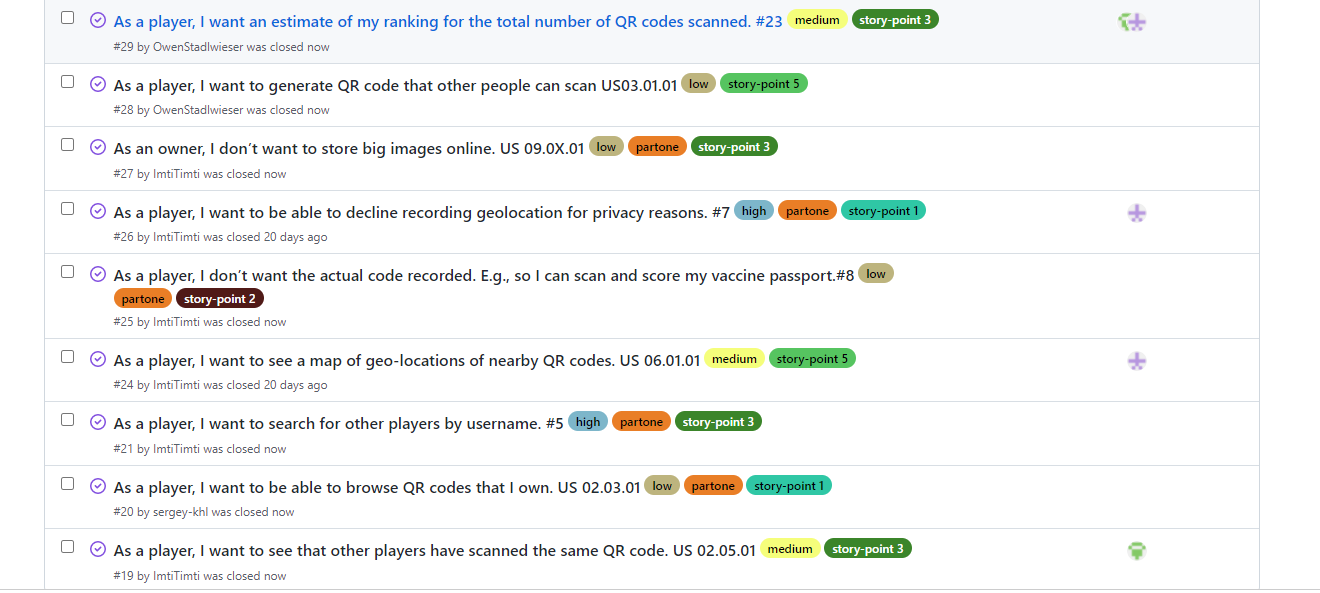 As a player, I want an estimate of my ranking for the total number of QR codes scanned. #23 medium story-point 3
#29 by OwenStadlwieser was closed now
As a player, I want to generate QR code that other people can scan US03.01.01 low story-point 5
#28 by OwenStadlwieser was closed now
As an owner, I don’t want to store big images online. US 09.0X.01 low partone story-point 3
#27 by ImtiTimti was closed now
As a player, I want to be able to decline recording geolocation for privacy reasons. #7 high partone story-point 1
#26 by ImtiTimti was closed 20 days ago
As a player, I don’t want the actual code recorded. E.g., so I can scan and score my vaccine passport.#8 low
partone story-point 2
#25 by ImtiTimti was closed now
As a player, I want to see a map of geo-locations of nearby QR codes. US 06.01.01 medium story-point 5
#24 by ImtiTimti was closed 20 days ago
As a player, I want to search for other players by username. #5 high partone story-point 3
#21 by ImtiTimti was closed now
As a player, I want to be able to browse QR codes that I own. US 02.03.01 low partone story-point 1
#20 by sergey-khl was closed now
As a player, I want to see that other players have scanned the same QR code. US 02.05.01 medium story-point 3
#19 by ImtiTimti was closed now